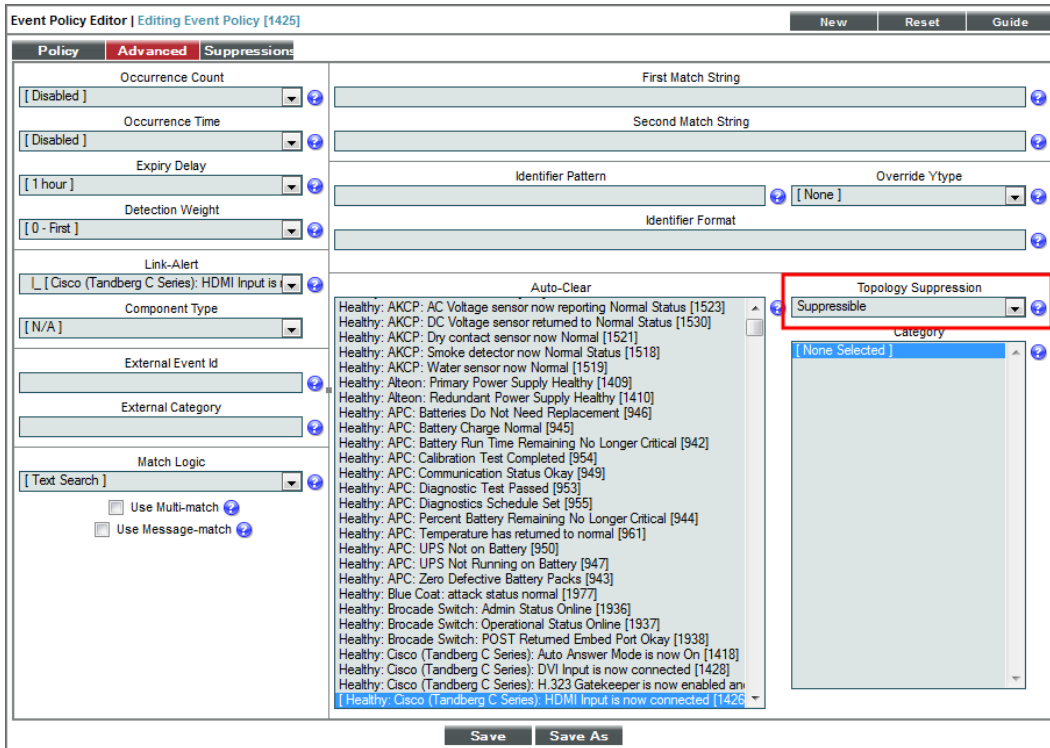 Event Policy Editor | Editing Event Policy [1425]
New
Reset
Guide
Policy
Advanced
Suppressions
Occurrence Count
[ Disabled ]
Occurrence Time
[ Disabled ]
Expiry Delay
[ 1 hour ]
Detection Weight
[ 0 - First ]
Link-Alert
|_ [ Cisco (Tandberg C Series): HDMI Input is
Component Type
[ N/A ]
External Event Id
External Category
Match Logic
[ Text Search ]
Use Multi-match
Use Message-match
First Match String
Second Match String
Identifier Pattern
Override Ytype
[ None ]
Identifier Format
Auto-Clear
Healthy: AKCP: AC Voltage sensor now reporting Normal Status [1523]
Healthy: AKCP: DC Voltage sensor returned to Normal Status [1530]
Healthy: AKCP: Dry contact sensor now Normal [1521]
Healthy: AKCP: Smoke detector now Normal Status [1518]
Healthy: AKCP: Water sensor now Normal [1519]
Healthy: Alteon: Primary Power Supply Healthy [1409]
Healthy: Alteon: Redundant Power Supply Healthy [1410]
Healthy: APC: Batteries Do Not Need Replacement [946]
Healthy: APC: Battery Charge Normal [945]
Healthy: APC: Battery Run Time Remaining No Longer Critical [942]
Healthy: APC: Calibration Test Completed [954]
Healthy: APC: Communication Status Okay [949]
Healthy: APC: Diagnostic Test Passed [953]
Healthy: APC: Diagnostics Schedule Set [955]
Healthy: APC: Percent Battery Remaining No Longer Critical [944]
Healthy: APC: Temperature has returned to normal [961]
Healthy: APC: UPS Not on Battery [950]
Healthy: APC: UPS Not Running on Battery [947]
Healthy: APC: Zero Defective Battery Packs [943]
Healthy: Blue Coat: attack status normal [1977]
Healthy: Brocade Switch: Admin Status Online [1936]
Healthy: Brocade Switch: Operational Status Online [1937]
Healthy: Brocade Switch: POST Returned Embed Port Okay [1938]
Healthy: Cisco (Tandberg C Series): Auto Answer Mode is now On [1418]
Healthy: Cisco (Tandberg C Series): DVI Input is now connected [1428]
Healthy: Cisco (Tandberg C Series): H.323 Gatekeeper is now enabled an
[ Healthy: Cisco (Tandberg C Series): HDMI Input is now connected [1426
Topology Suppression
Suppressible
Category
[ None Selected ]
Save
Save As